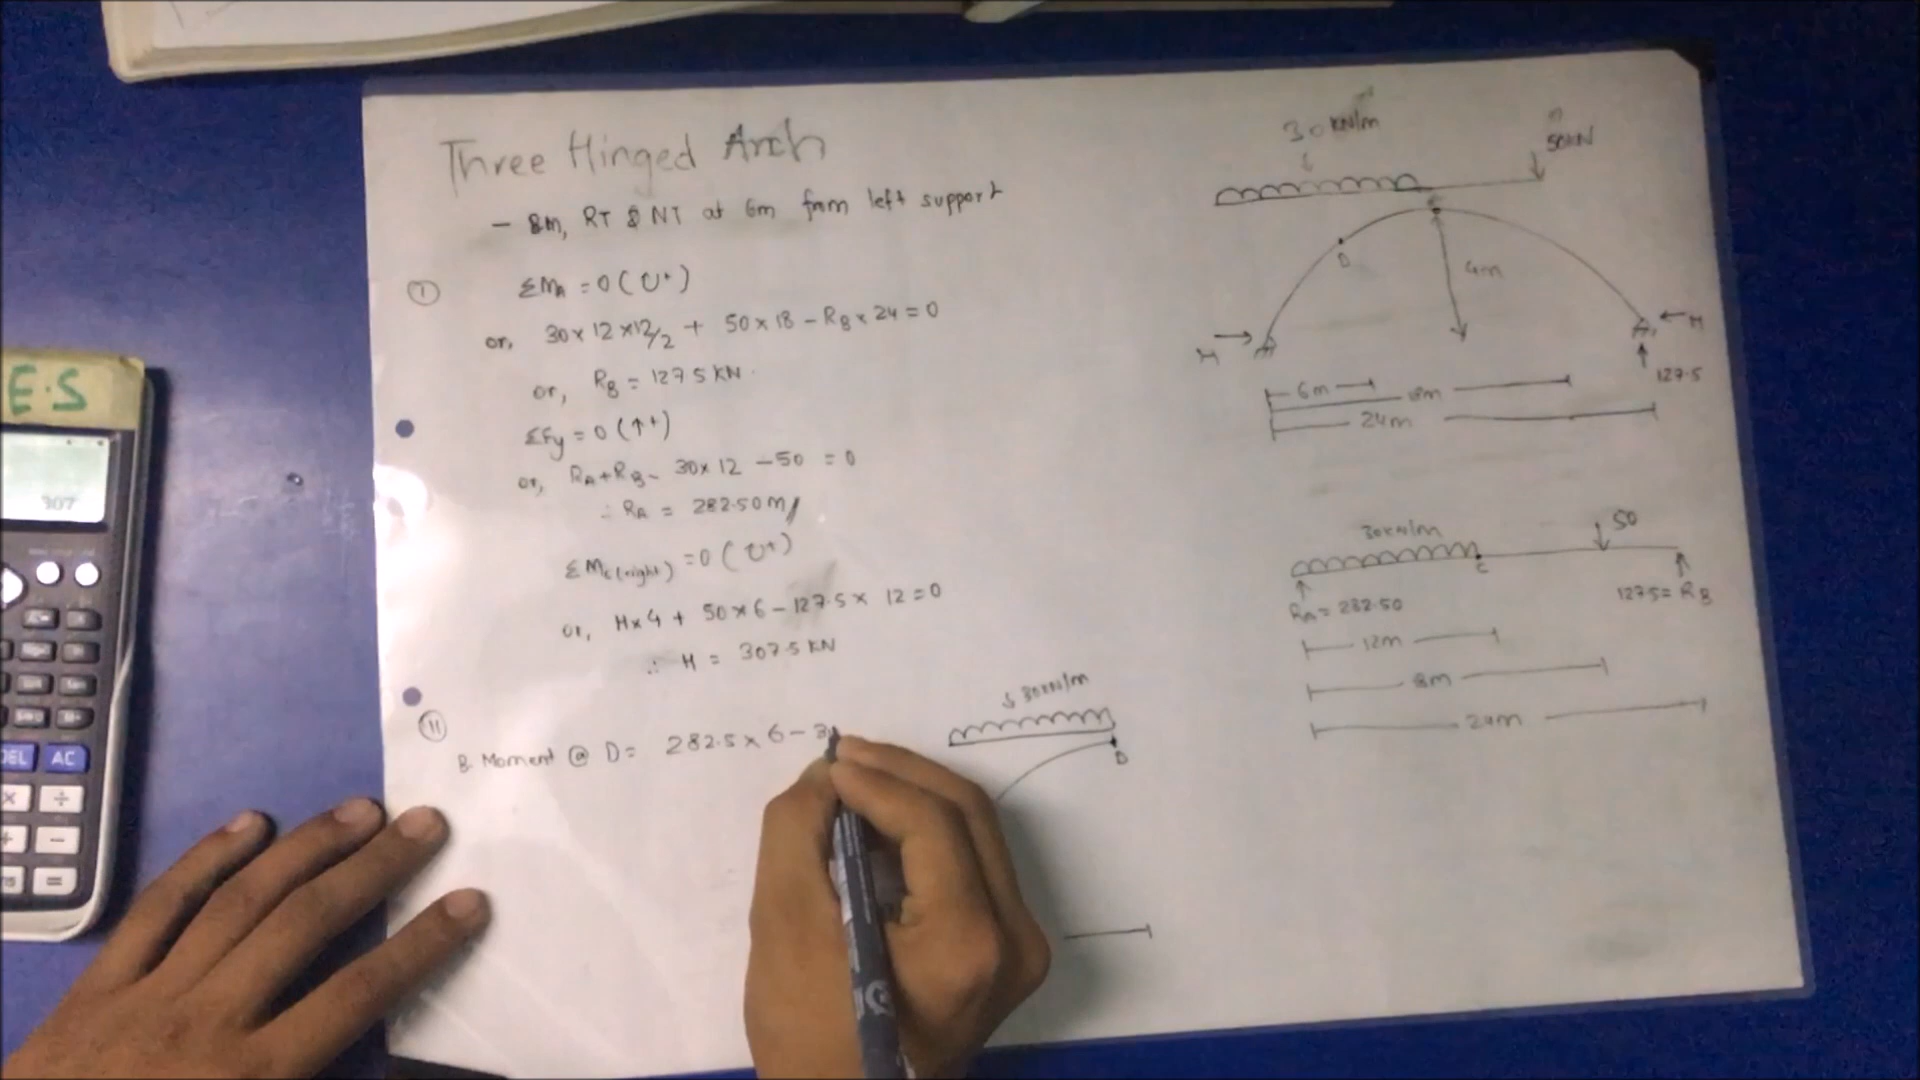 Three Hinged Arch
- BM, RT & NT at 6m from left support
I
ΣMA = 0 (↻+)
or, 30 × 12 × 12/2 + 50 × 18 - RB × 24 = 0
or, RB = 127.5 KN
ΣFy = 0 (↑+)
or, RA + RB - 30 × 12 - 50 = 0
∴ RA = 282.50 m
ΣMc(right) = 0 (↻+)
or, H × 4 + 50 × 6 - 127.5 × 12 = 0
∴ H = 307.5 KN
II
B. Moment @ D = 282.5 × 6 - 3
30 KN/m
50KN
C
D
4m
H
H
127.5
6m
24m
30KN/m
50
C
RA = 282.50
127.5 = RB
12m
18m
24m
↓ 30KN/m
D
E.S
307
DEL
AC
×
÷
+
-
=